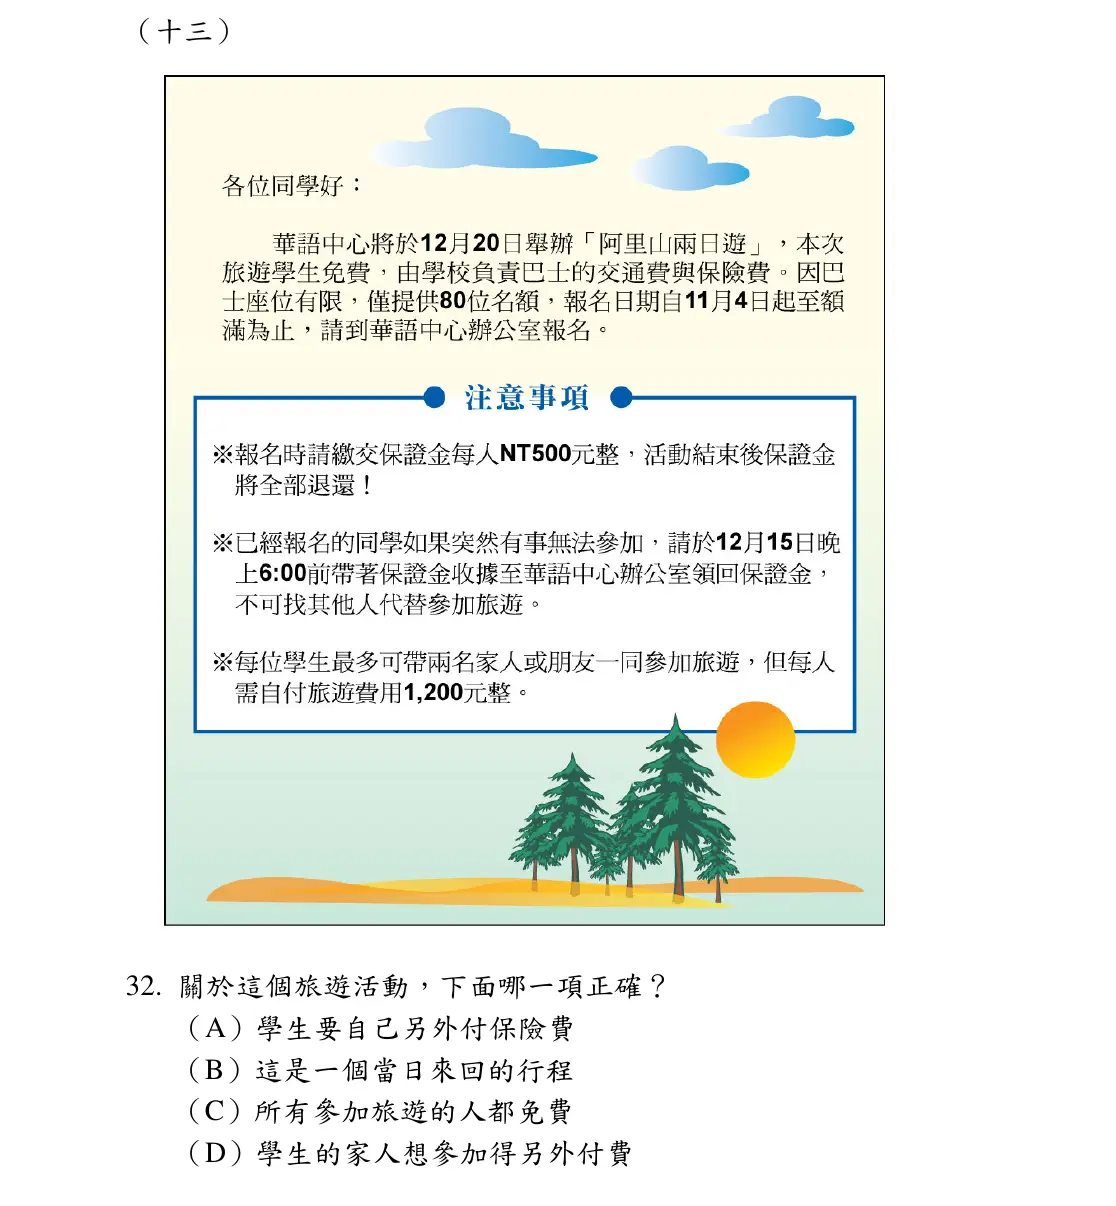 （十三）
各位同學好：
華語中心將於12月20日舉辦「阿里山兩日遊」，本次
旅遊學生免費，由學校負責巴士的交通費與保險費。因巴
士座位有限，僅提供80位名額，報名日期自11月4日起至額
滿為止，請到華語中心辦公室報名。
注意事項
※報名時請繳交保證金每人NT500元整，活動結束後保證金
將全部退還！
※已經報名的同學如果突然有事無法參加，請於12月15日晚
上6:00前帶著保證金收據至華語中心辦公室領回保證金，
不可找其他人代替參加旅遊。
※每位學生最多可帶兩名家人或朋友一同參加旅遊，但每人
需自付旅遊費用1,200元整。
32. 關於這個旅遊活動，下面哪一項正確？
（A）學生要自己另外付保險費
（B）這是一個當日來回的行程
（C）所有參加旅遊的人都免費
（D）學生的家人想參加得另外付費